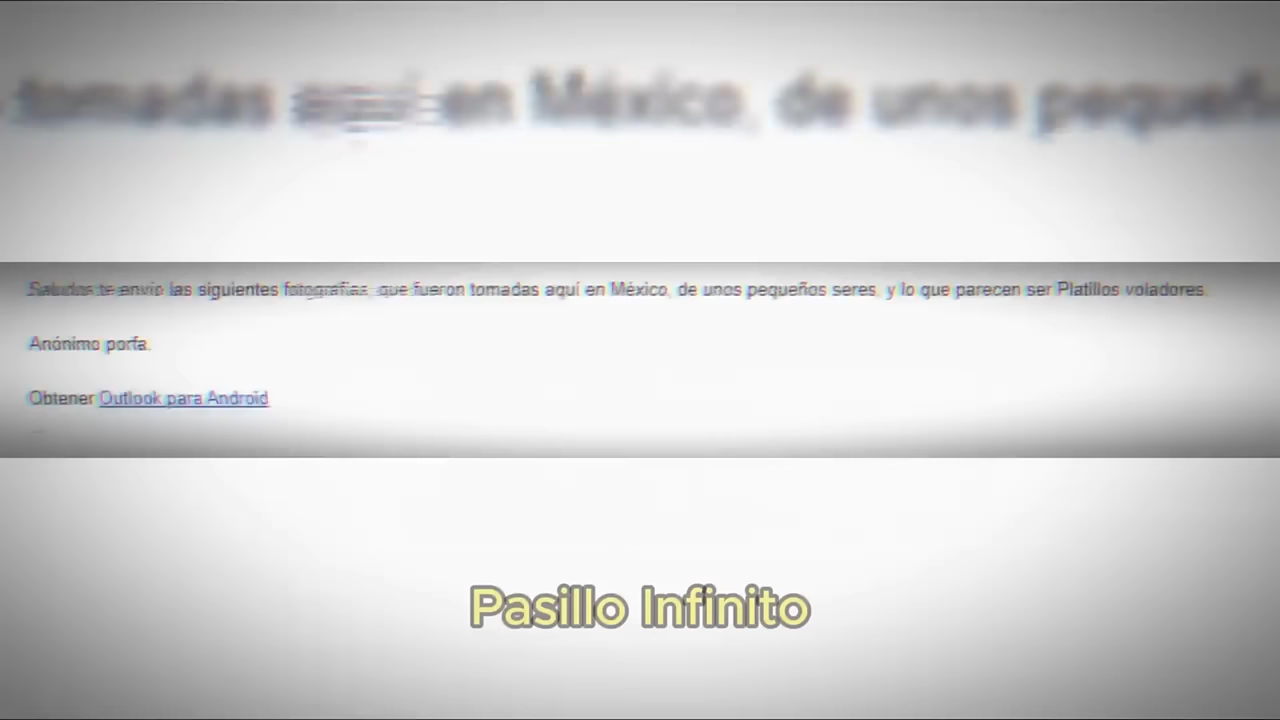 tomadas aquí en México, de unos pequeñ
Saludos te envío las siguientes fotografías, que fueron tomadas aquí en México, de unos pequeños seres, y lo que parecen ser Platillos voladores.
Anónimo porfa.
Obtener Outlook para Android
Pasillo Infinito